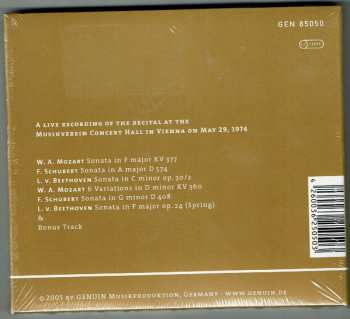 GEN 85050
A LIVE RECORDING OF THE RECITAL AT THE
MUSIKVEREIN CONCERT HALL IN VIENNA ON MAY 29, 1974
W. A. MOZART Sonata in F major KV 377
F. SCHUBERT Sonata in A major D 574
L. v. BEETHOVEN Sonata in C minor op. 30/2
W. A. MOZART 6 Variations in D minor KV 360
F. SCHUBERT Sonata in G minor D 408
L. v. BEETHOVEN Sonata in F major op. 24 (Spring)
&
Bonus Track
4 260036 250503
© 2005 BY GENUIN MUSIKPRODUKTION, GERMANY · WWW.GENUIN.DE